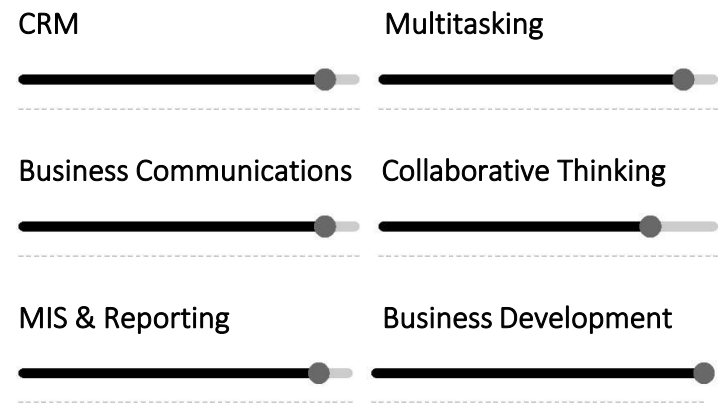 CRM
Multitasking
Business Communications
Collaborative Thinking
MIS & Reporting
Business Development